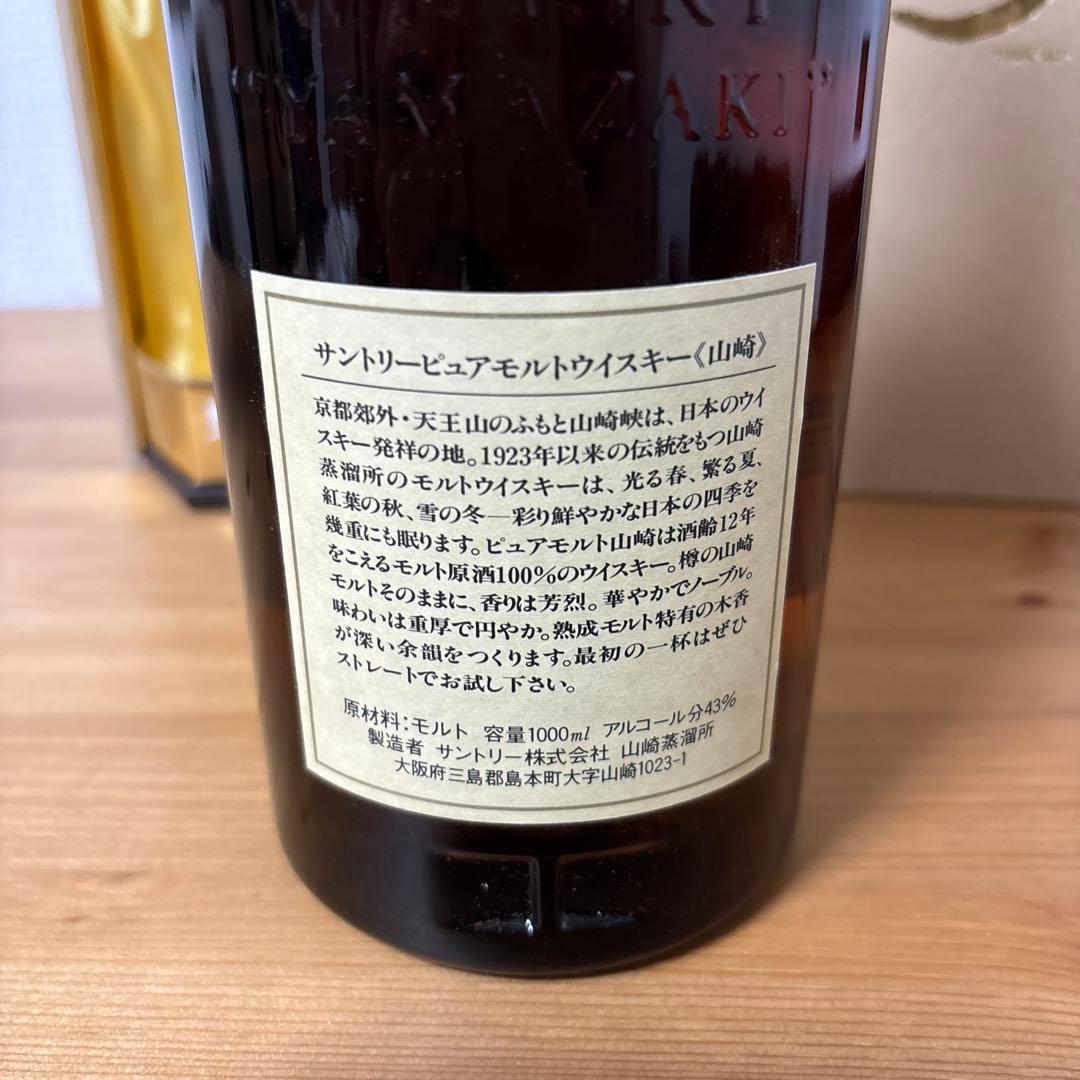 "YAMAZAKI"
サントリーピュアモルトウイスキー《山崎》
京都郊外・天王山のふもと山崎峡は、日本のウイ
スキー発祥の地。1923年以来の伝統をもつ山崎
蒸溜所のモルトウイスキーは、光る春、繁る夏、
紅葉の秋、雪の冬―彩り鮮やかな日本の四季を
幾重にも眠ります。ピュアモルト山崎は酒齢12年
をこえるモルト原酒100%のウイスキー。樽の山崎
モルトそのままに、香りは芳烈。華やかでノーブル。
味わいは重厚で円やか。熟成モルト特有の木香
が深い余韻をつくります。最初の一杯はぜひ
ストレートでお試し下さい。
原材料:モルト 容量1000ml アルコール分43%
製造者 サントリー株式会社 山崎蒸溜所
大阪府三島郡島本町大字山崎1023-1